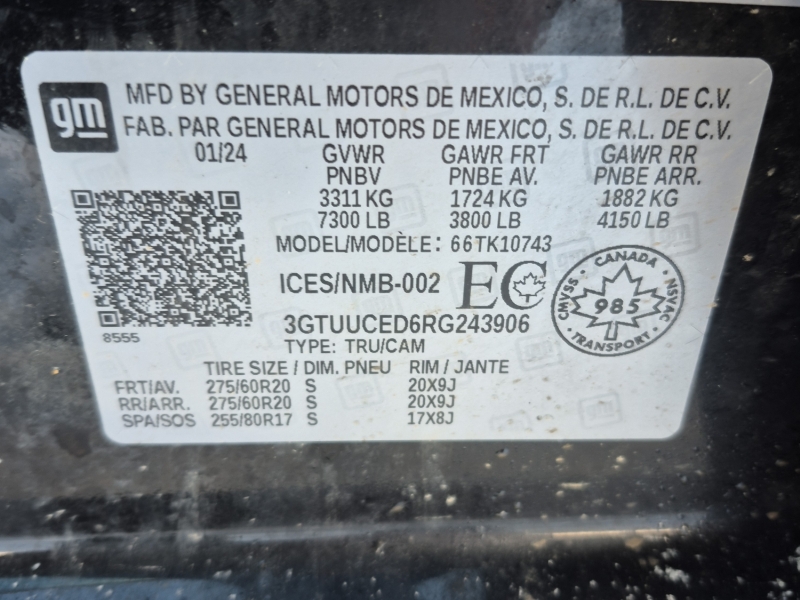 gm
MFD BY GENERAL MOTORS DE MEXICO, S. DE R.L. DE C.V.
FAB. PAR GENERAL MOTORS DE MEXICO, S. DE R.L. DE C.V.
01/24 GVWR GAWR FRT GAWR RR
PNBV PNBE AV. PNBE ARR.
3311 KG 1724 KG 1882 KG
7300 LB 3800 LB 4150 LB
MODEL/MODÈLE: 66TK10743
ICES/NMB-002 EC
CANADA
CMVSS 985 NSVAC
TRANSPORT
3GTUUCED6RG243906
8555
TYPE: TRU/CAM
TIRE SIZE / DIM. PNEU RIM / JANTE
FRT/AV. 275/60R20 S 20X9J
RR/ARR. 275/60R20 S 20X9J
SPA/SOS 255/80R17 S 17X8J